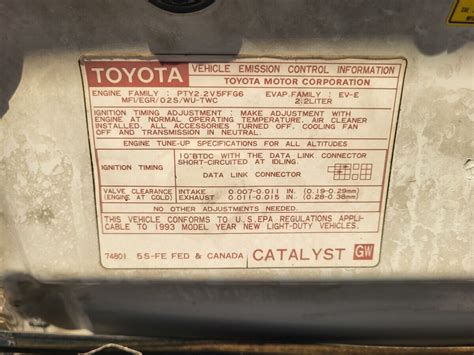 TOYOTA VEHICLE EMISSION CONTROL INFORMATION
TOYOTA MOTOR CORPORATION
ENGINE FAMILY : PTY2.2V5FFG6 EVAP.FAMILY : EV-E
MFI/EGR/O2S/WU-TWC 2.2LITER
IGNITION TIMING ADJUSTMENT MAKE ADJUSTMENT WITH
ENGINE AT NORMAL OPERATING TEMPERATURE, AIR CLEANER
INSTALLED, ALL ACCESSORIES TURNED OFF, COOLING FAN
OFF AND TRANSMISSION IN NEUTRAL.
ENGINE TUNE-UP SPECIFICATIONS FOR ALL ALTITUDES
IGNITION TIMING 10°BTDC WITH THE DATA LINK CONNECTOR
SHORT-CIRCUITED AT IDLING DATA LINK CONNECTOR
VALVE CLEARANCE INTAKE 0.007-0.011 IN. (0.19-0.29mm)
(ENGINE AT COLD) EXHAUST 0.011-0.015 IN. (0.28-0.38mm)
NO OTHER ADJUSTMENTS NEEDED.
THIS VEHICLE CONFORMS TO U.S.EPA REGULATIONS APPLI-
CABLE TO 1993 MODEL YEAR NEW LIGHT-DUTY VEHICLES.
74801 5S-FE FED & CANADA CATALYST GW